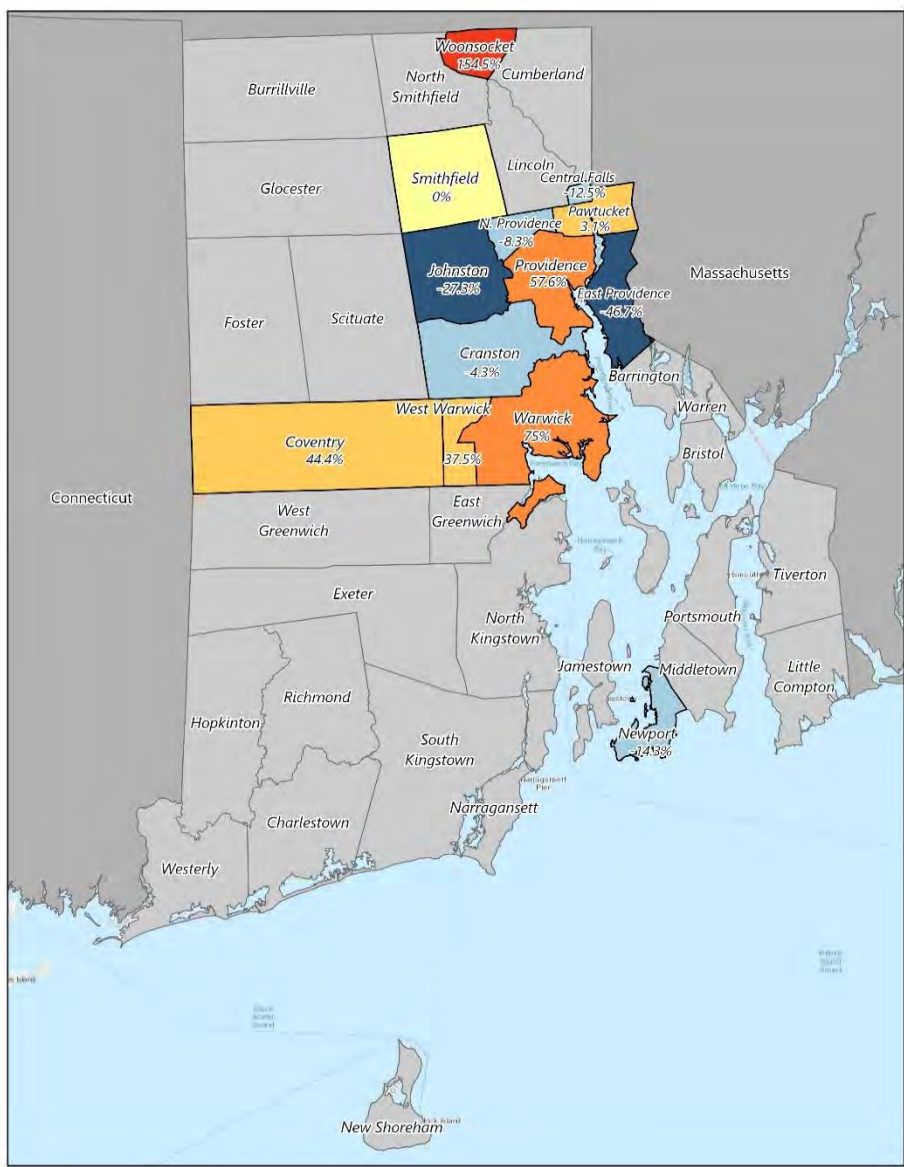 Woonsocket
154.5%
Cumberland
North
Smithfield
Burrillville
Lincoln
Smithfield
0%
Glocester
Central Falls
-12.5%
Pawtucket
3.1%
N. Providence
-8.3%
Johnston
-27.3%
Providence
57.6%
Massachusetts
East Providence
-46.7%
Foster
Scituate
Cranston
-4.3%
Barrington
Warren
West Warwick
37.5%
Warwick
75%
Coventry
44.4%
Bristol
Connecticut
West
Greenwich
East
Greenwich
Tiverton
Exeter
Portsmouth
North
Kingstown
Jamestown
Middletown
Little
Compton
Richmond
Hopkinton
South
Kingstown
Newport
-14.3%
Narragansett
Pier
Narragansett
Charlestown
Westerly
New Shoreham